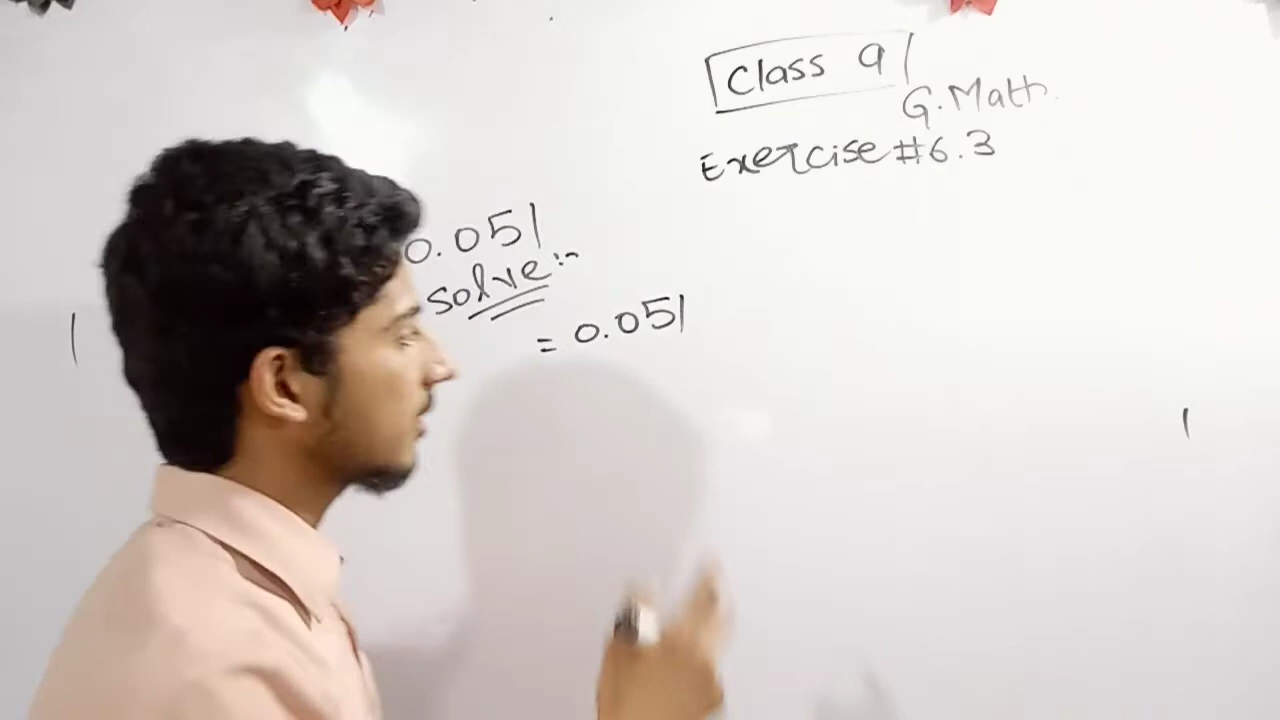 Class 9
G.Math.
Exercise #6.3
0.051
Solve:-
= 0.051